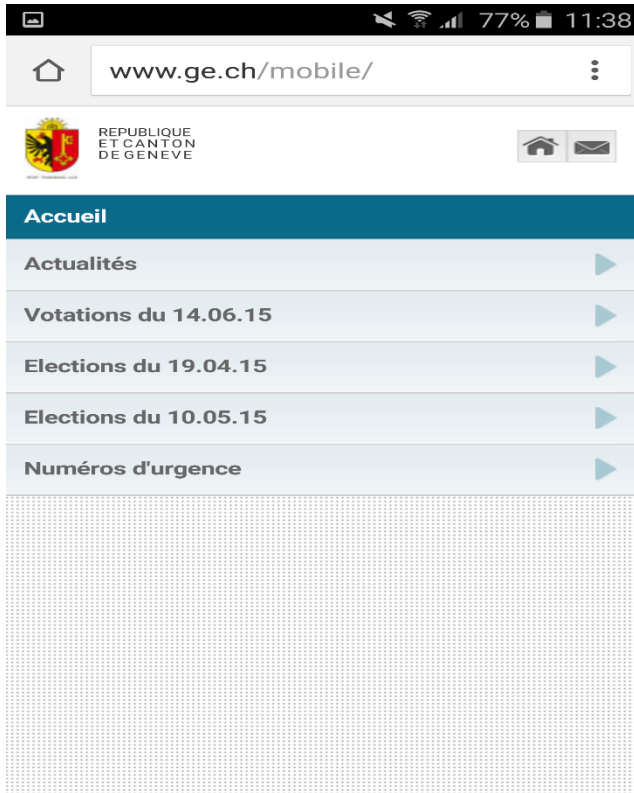 77% 11:38
www.ge.ch/mobile/
REPUBLIQUE
ET CANTON
DE GENEVE
Accueil
Actualités
Votations du 14.06.15
Elections du 19.04.15
Elections du 10.05.15
Numéros d'urgence